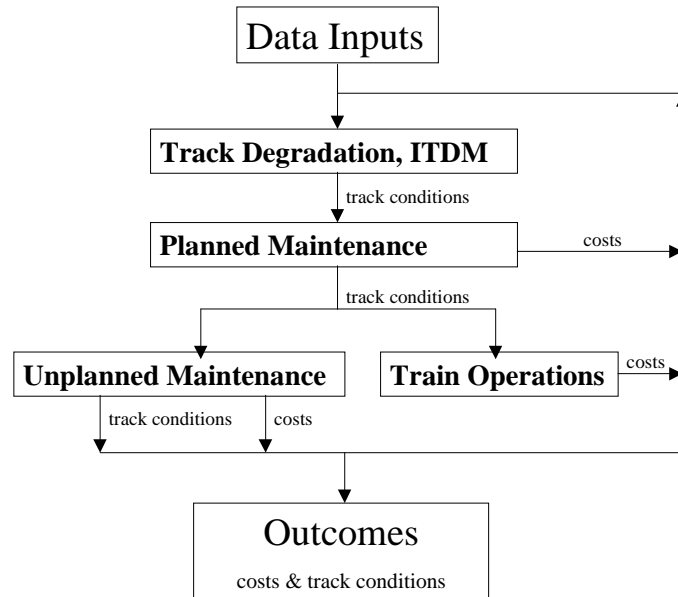 Data Inputs
Track Degradation, ITDM
track conditions
Planned Maintenance
costs
track conditions
Unplanned Maintenance
Train Operations
costs
track conditions
costs
Outcomes
costs & track conditions